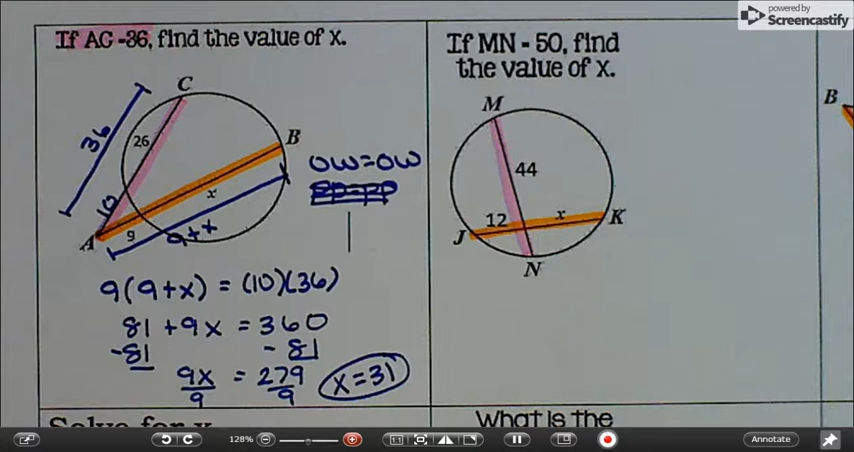 powered by
Screencastify
If AC = 36, find the value of x.
C
36
26
B
10
x
A
9
9+x
OW=OW
9(9+x) = (10)(36)
81 + 9x = 360
-81 - 81
9x = 279
9 9
x=31
If MN = 50, find
the value of x.
M
44
12
x
J
K
N
B
Solve for x
What is the
128%
1:1
Annotate